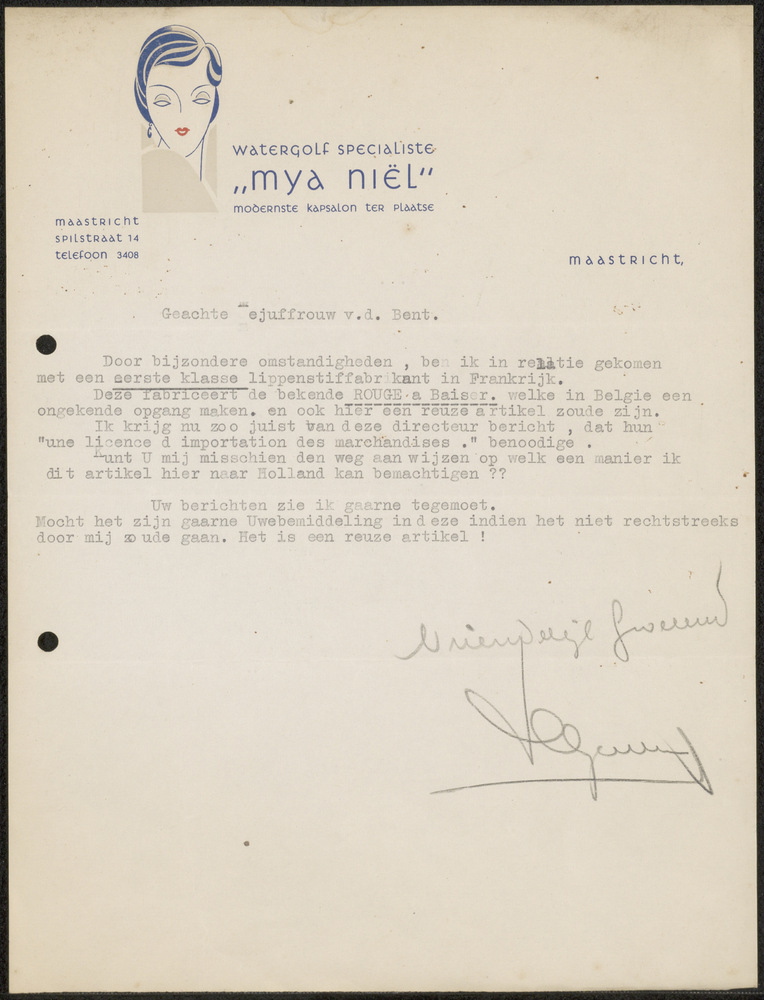 WATERGOLF SPECIALISTE
„MYA NIËL"
MODERNSTE KAPSALON TER PLAATSE
MAASTRICHT
SPILSTRAAT 14
TELEFOON 3408
MAASTRICHT,
Geachte Mejuffrouw v.d. Bent.
Door bijzondere omstandigheden , ben ik in relatie gekomen
met een eerste klasse lippenstiffabrikant in Frankrijk.
Deze fabriceert de bekende ROUGE.a Baiser. welke in Belgie een
ongekende opgang maken. en ook hier een reuze artikel zoude zijn.
Ik krijg nu zoo juist van deze directeur bericht , dat hun
"une licence d importation des marchandises ." benoodige .
Kunt U mij misschien den weg aanwijzen op welk een manier ik
dit artikel hier naar Holland kan bemachtigen ??
Uw berichten zie ik gaarne tegemoet.
Mocht het zijn gaarne Uwebemiddeling in deze indien het niet rechtstreeks
door mij zoude gaan. Het is een reuze artikel !